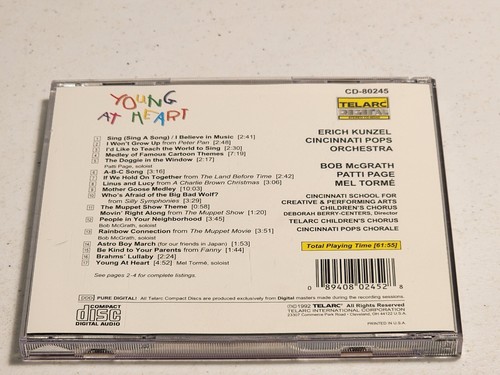 YOUNG
AT HEART
1 Sing (Sing A Song) / I Believe in Music [2:41]
2 I Won't Grow Up from Peter Pan [2:48]
3 I'd Like to Teach the World to Sing [2:30]
4 Medley of Famous Cartoon Themes [7:19]
5 The Doggie in the Window [2:17]
Patti Page, soloist
6 A-B-C Song [3:16]
7 If We Hold On Together from The Land Before Time [2:42]
8 Linus and Lucy from A Charlie Brown Christmas [3:06]
9 Mother Goose Medley [10:03]
10 Who's Afraid of the Big Bad Wolf?
from Silly Symphonies [3:29]
11 The Muppet Show Theme [0:58]
Movin' Right Along from The Muppet Show [1:20]
12 People in Your Neighborhood [3:45]
Bob McGrath, soloist
13 Rainbow Connection from The Muppet Movie [3:51]
Bob McGrath, soloist
14 Astro Boy March (for our friends in Japan) [1:53]
15 Be Kind to Your Parents from Fanny [1:44]
16 Brahms' Lullaby [2:24]
17 Young At Heart [4:52] Mel Tormé, soloist
See pages 2-4 for complete listings.
CD-80245
TELARC
DIGITAL
ERICH KUNZEL
CINCINNATI POPS
ORCHESTRA
BOB McGRATH
PATTI PAGE
MEL TORMÉ
CINCINNATI SCHOOL FOR
CREATIVE & PERFORMING ARTS
CHILDREN'S CHORUS
DEBORAH BERRY-CENTERS, Director
TELARC CHILDREN'S CHORUS
CINCINNATI POPS CHORALE
Total Playing Time [61:55]
0 89408 02452 8
DDD PURE DIGITAL! All Telarc Compact Discs are produced exclusively from Digital masters made during the recording sessions.
COMPACT
disc
DIGITAL AUDIO
℗©1992 TELARC® All Rights Reserved
TELARC INTERNATIONAL CORPORATION
23307 Commerce Park Road • Cleveland, OH 44122 U.S.A.
PRINTED IN U.S.A.